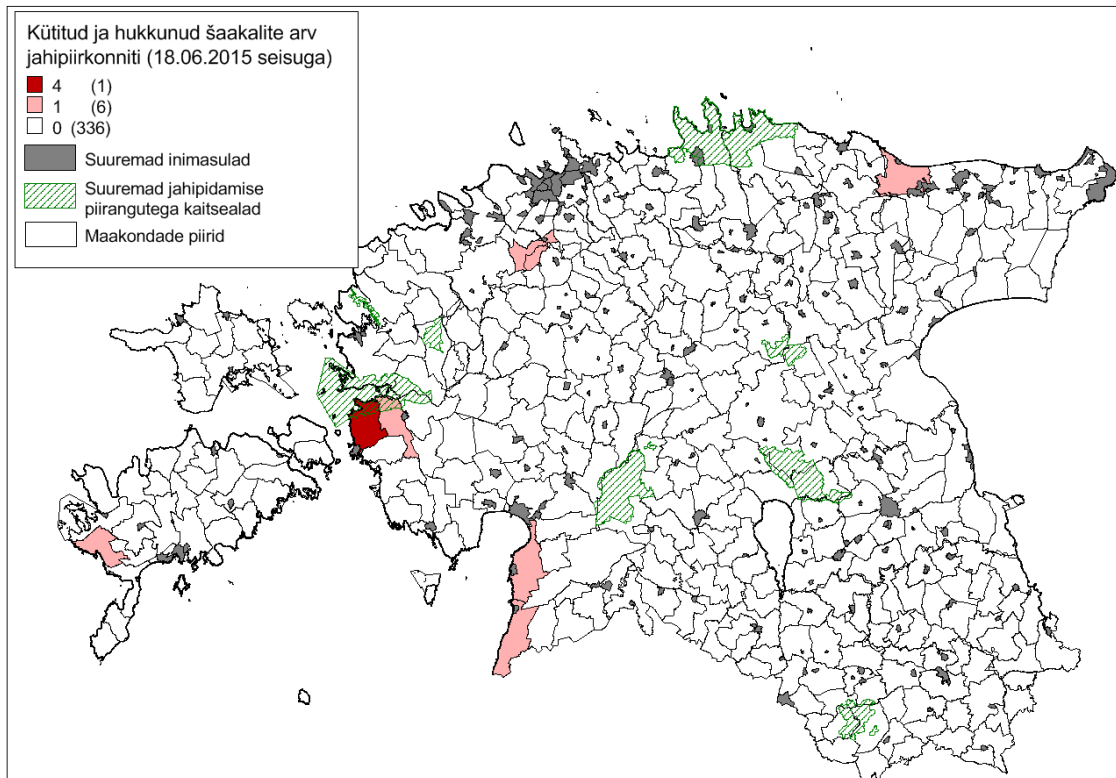 Kütitud ja hukkunud šaakalite arv
jahipiirkonniti (18.06.2015 seisuga)
4 (1)
1 (6)
0 (336)
Suuremad inimasulad
Suuremad jahipidamise
piirangutega kaitsealad
Maakondade piirid